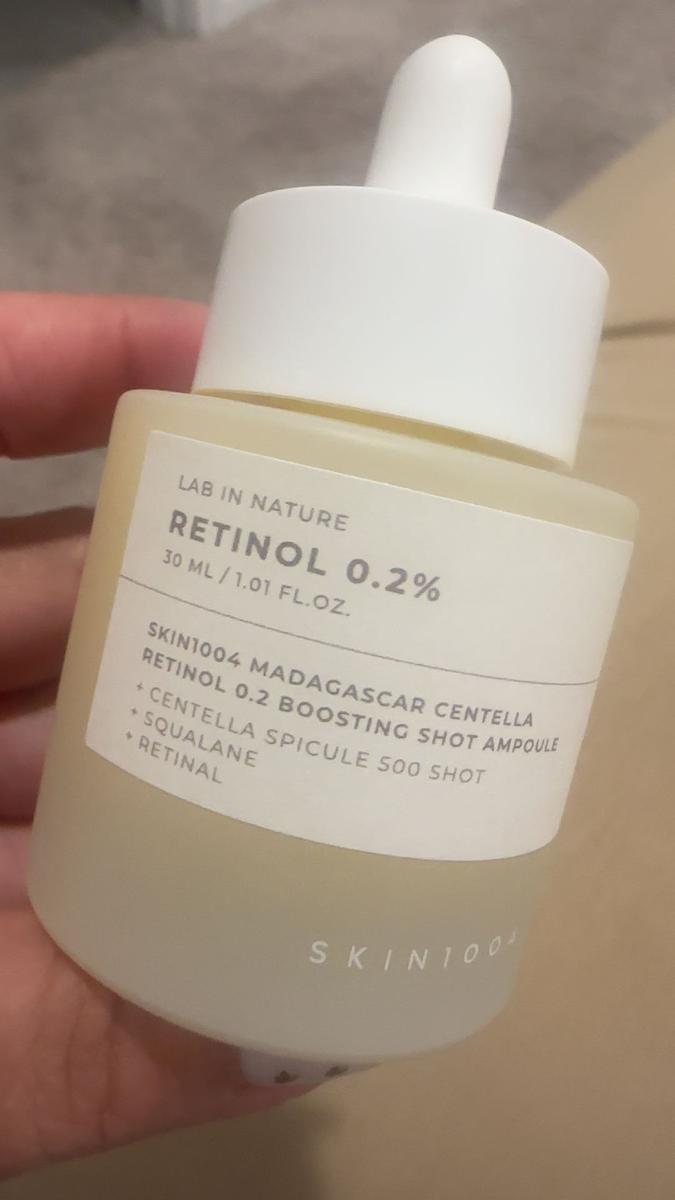 LAB IN NATURE
RETINOL 0.2%
30 ML / 1.01 FL.OZ.
SKIN1004 MADAGASCAR CENTELLA
RETINOL 0.2 BOOSTING SHOT AMPOULE
+ CENTELLA SPICULE 500 SHOT
+ SQUALANE
+ RETINAL
SKIN1004